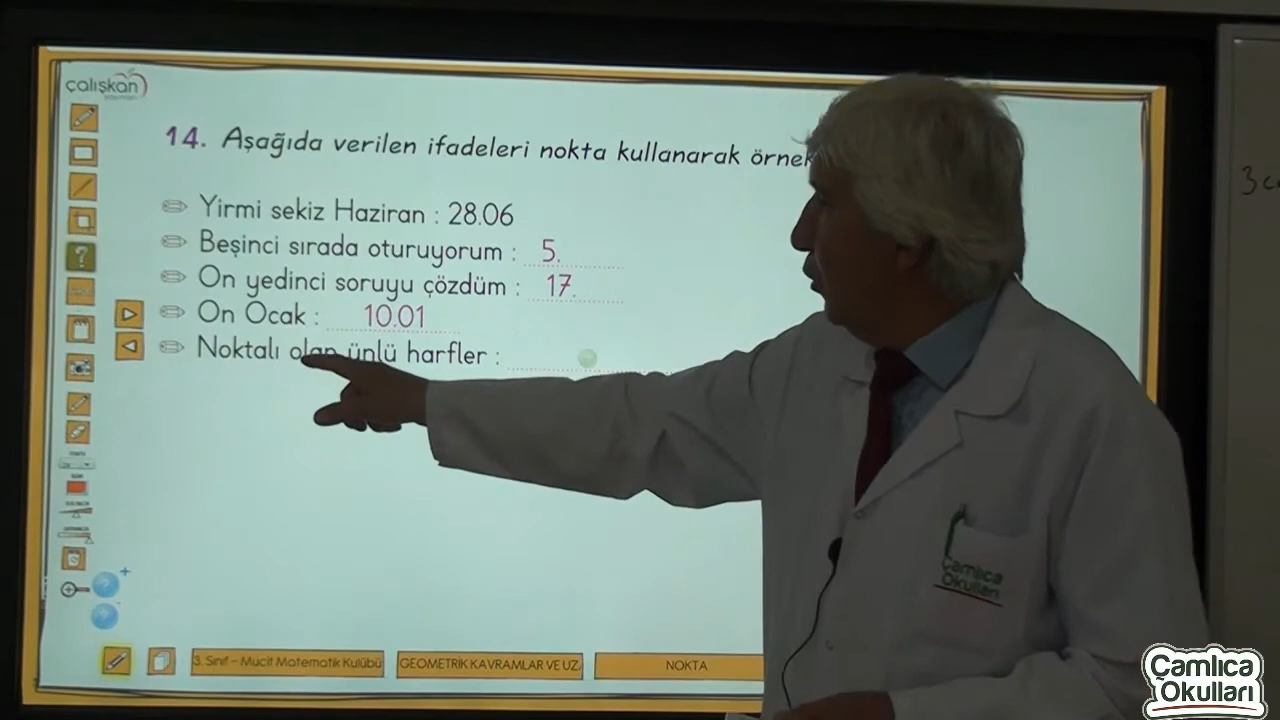 çalışkan
14. Aşağıda verilen ifadeleri nokta kullanarak örnek
Yirmi sekiz Haziran : 28.06
Beşinci sırada oturuyorum : 5.
On yedinci soruyu çözdüm : 17.
On Ocak : 10.01
Noktalı olan ünlü harfler :
3. Sınıf - Mucit Matematik Kulübü
GEOMETRİK KAVRAMLAR VE UZ
NOKTA
Çamlıca
Okulları
Çamlıca
Okulları